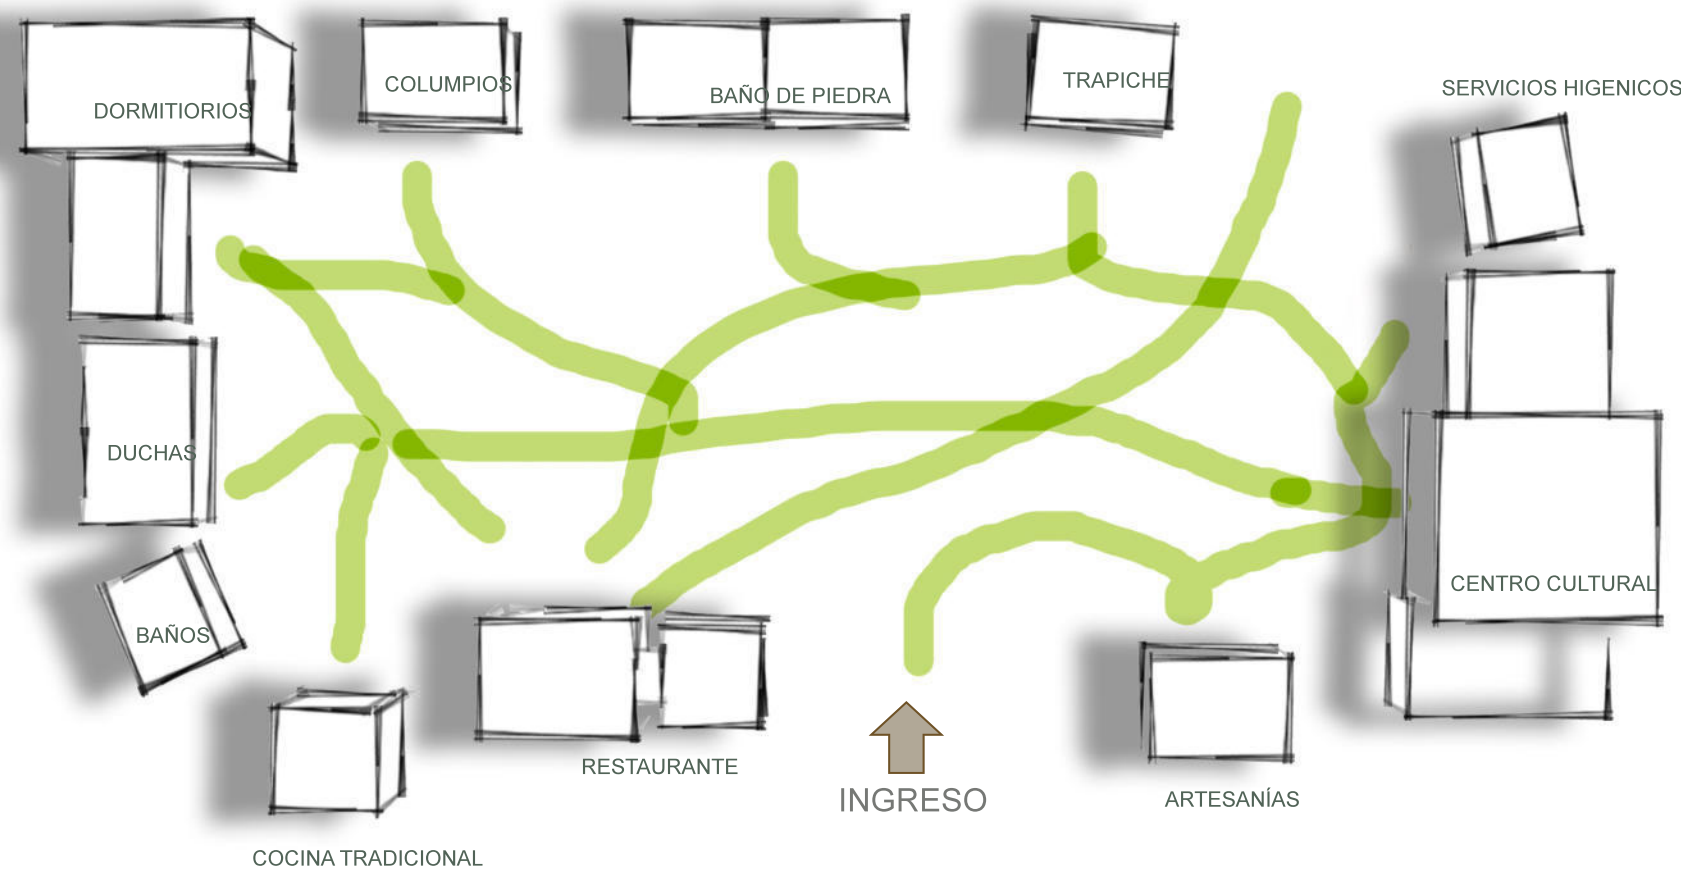 DORMITIORIOS
COLUMPIOS
BAÑO DE PIEDRA
TRAPICHE
SERVICIOS HIGENICOS
DUCHAS
BAÑOS
CENTRO CULTURAL
RESTAURANTE
INGRESO
ARTESANÍAS
COCINA TRADICIONAL